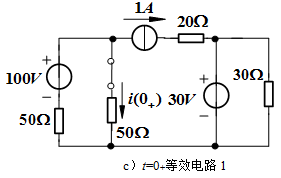 1A
20Ω
+
100V
−
i(0₊)
+
30V
−
30Ω
50Ω
50Ω
c）t=0₊等效电路 1